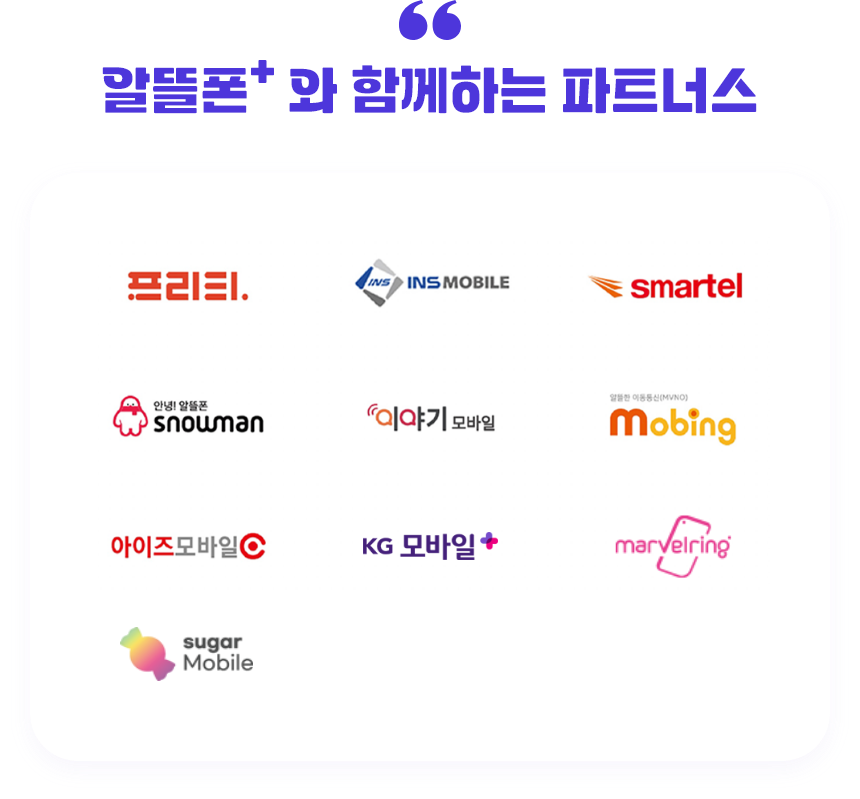 알뜰폰+ 와 함께하는 파트너스
프리티.
INS INS MOBILE
smartel
안녕! 알뜰폰
snowman
이야기 모바일
알뜰한 이동통신(MVNO)
mobing
아이즈모바일
KG 모바일
marvelring
sugar
Mobile